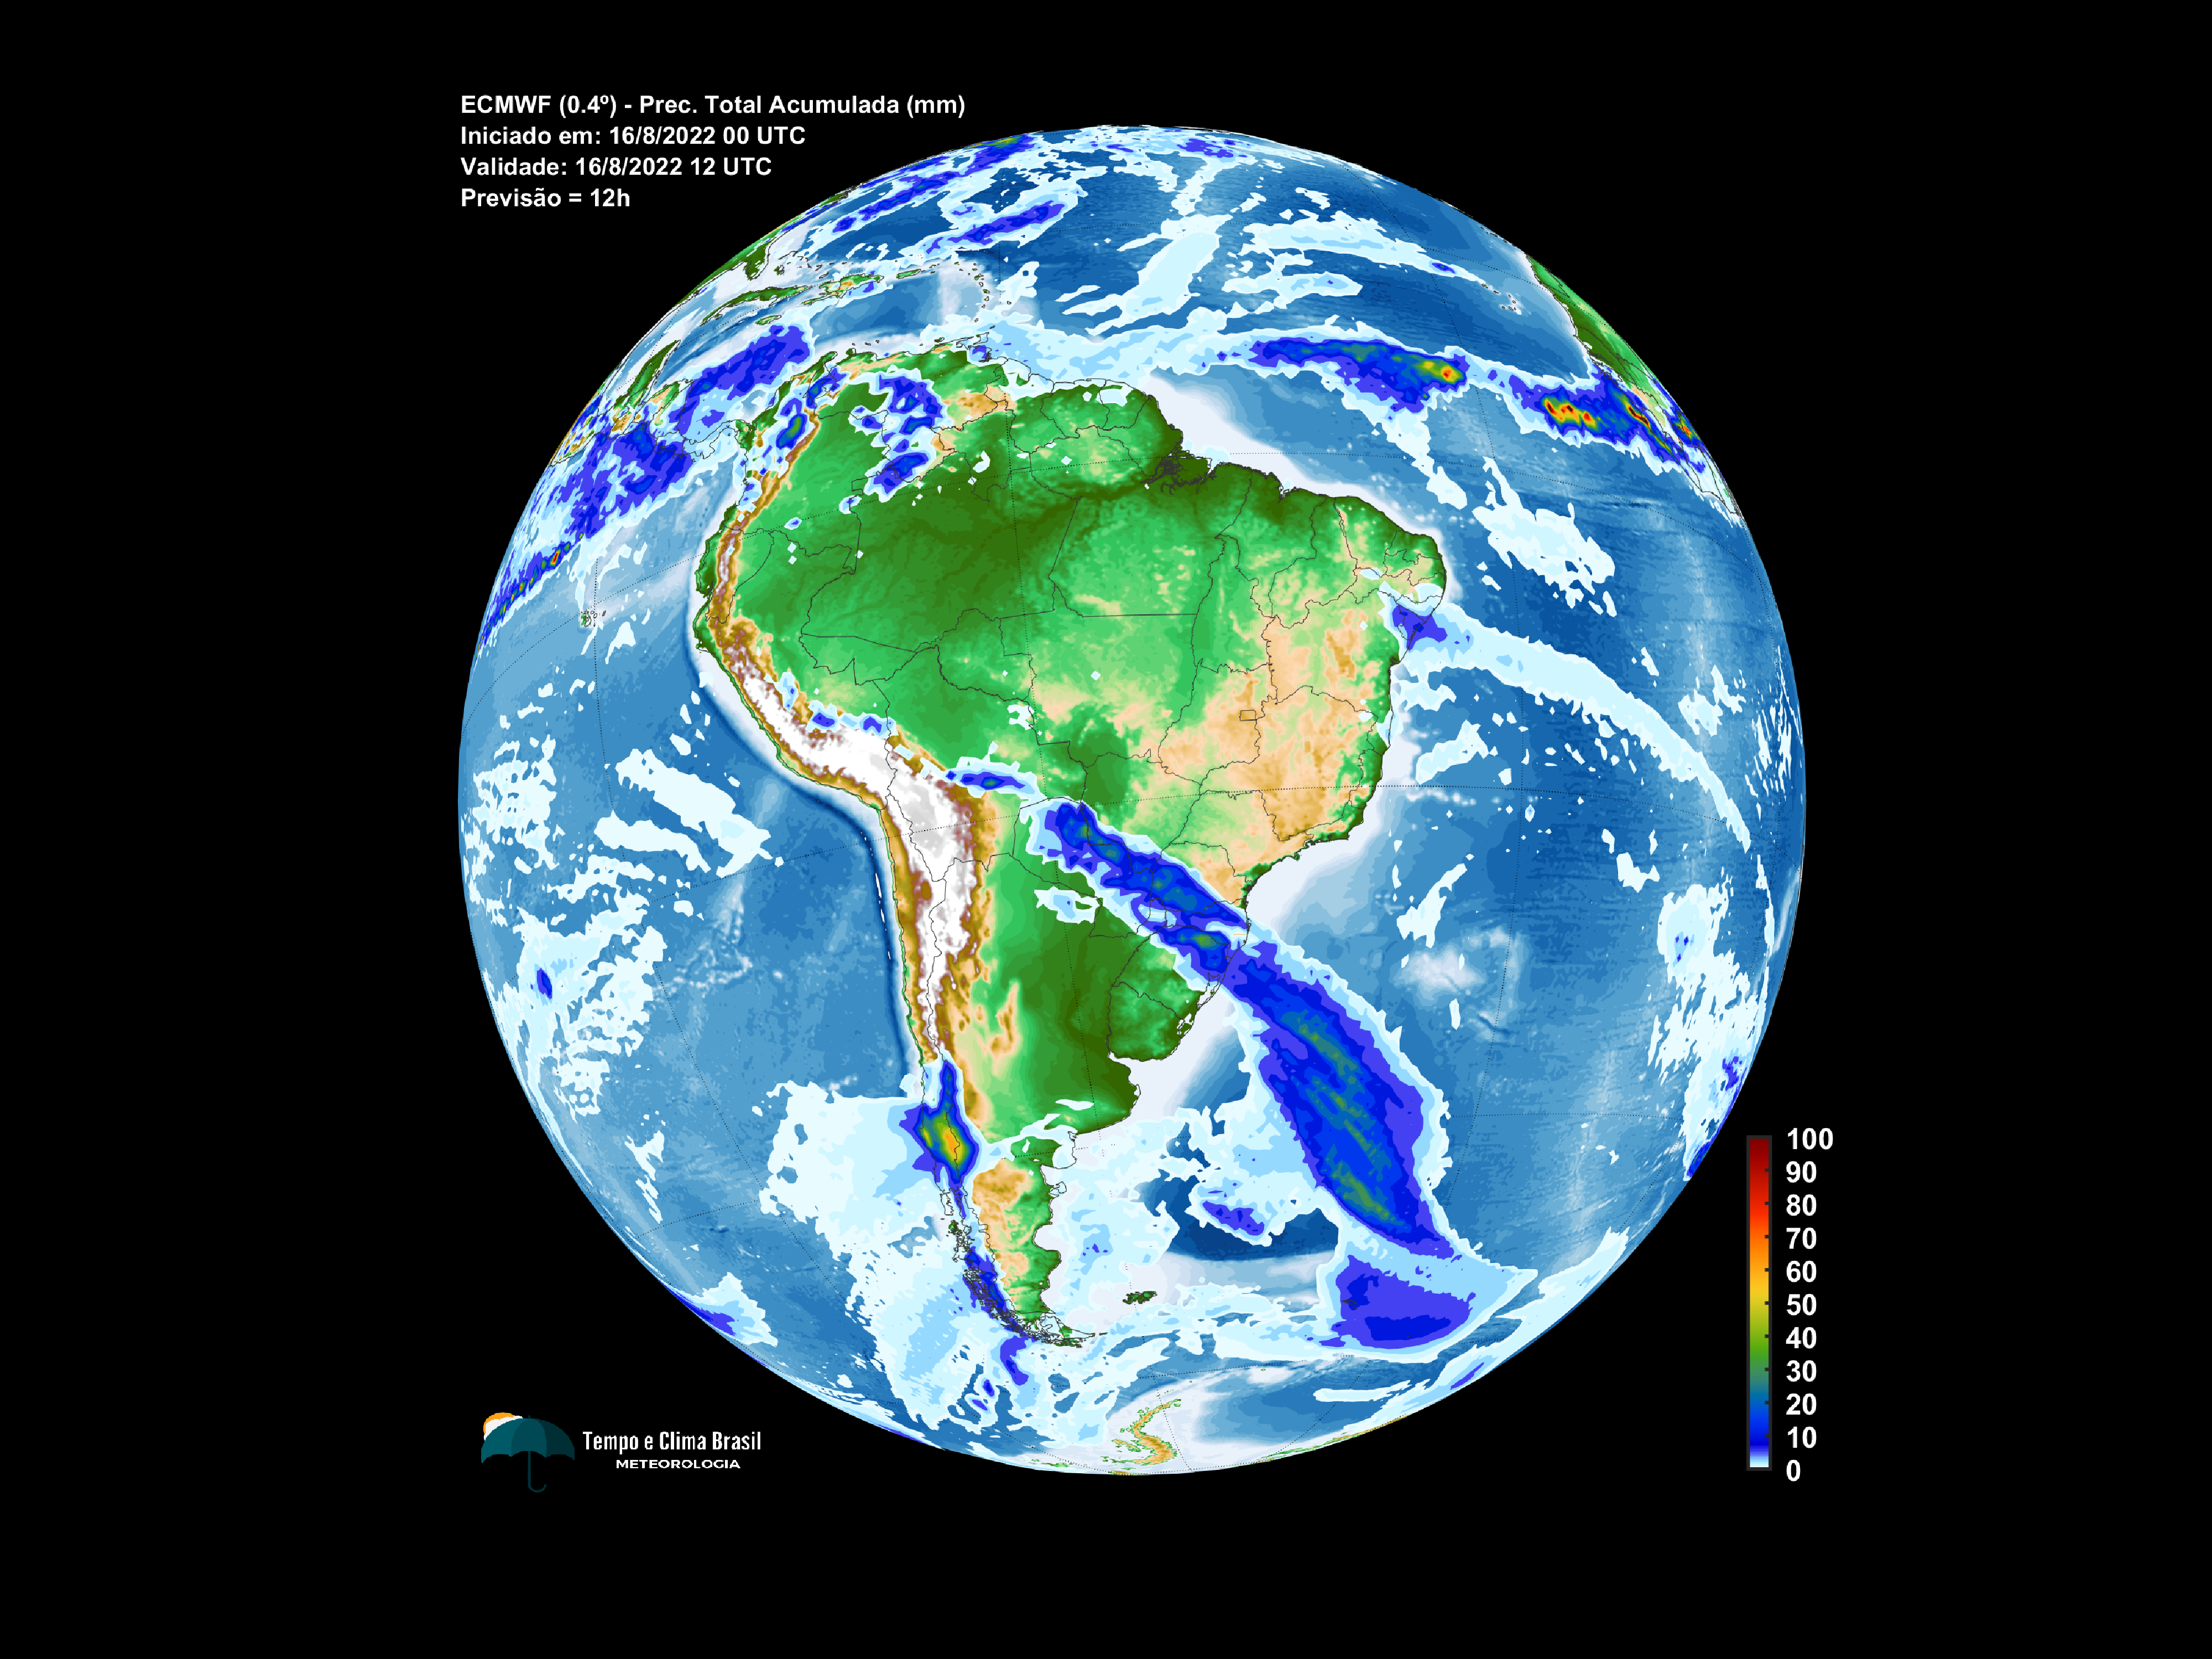 ECMWF (0.4º) - Prec. Total Acumulada (mm)
Iniciado em: 16/8/2022 00 UTC
Validade: 16/8/2022 12 UTC
Previsão = 12h
100
90
80
70
60
50
40
30
20
10
0
Tempo e Clima Brasil
METEOROLOGIA